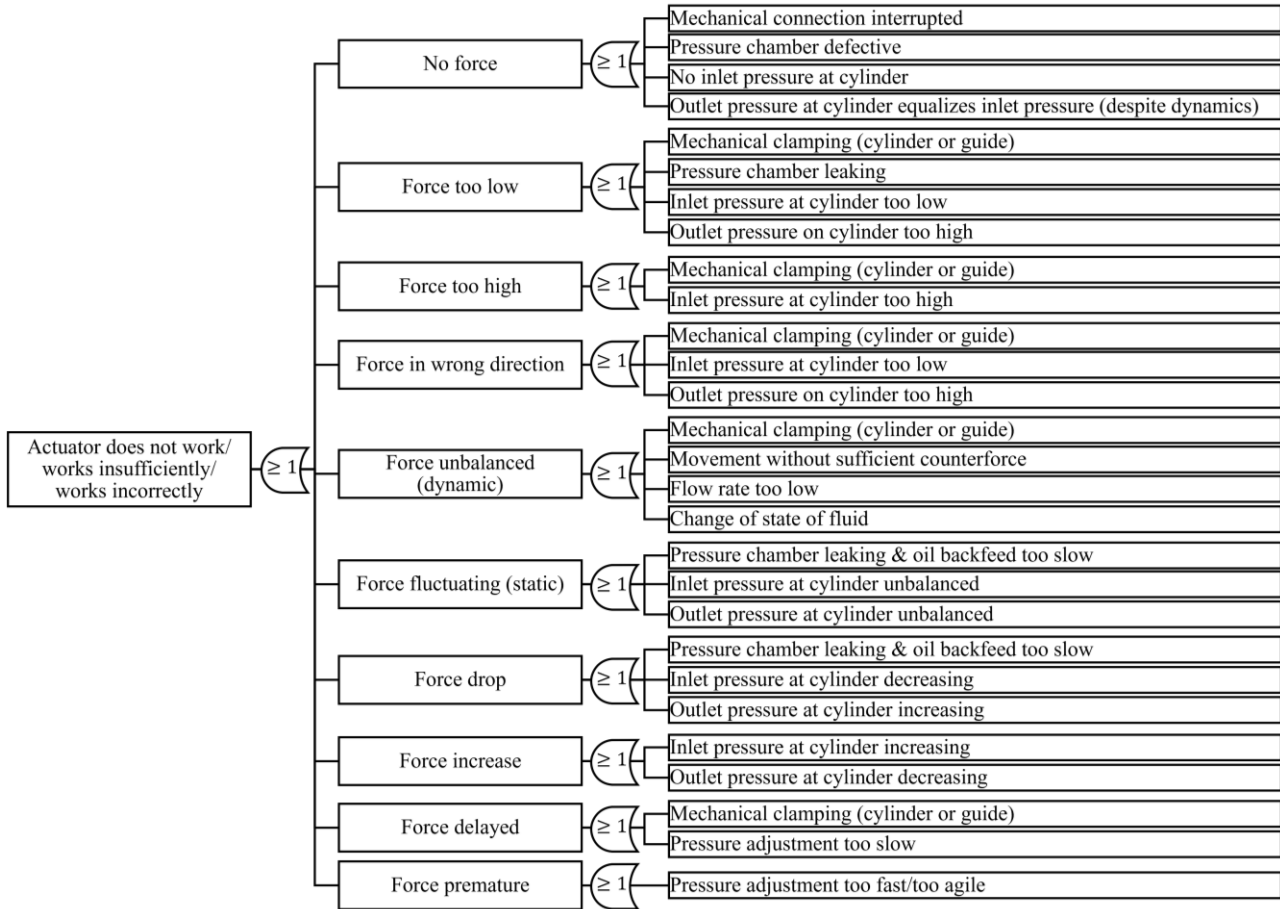 Actuator does not work/
works insufficiently/
works incorrectly
≥ 1
No force
≥ 1
Mechanical connection interrupted
Pressure chamber defective
No inlet pressure at cylinder
Outlet pressure at cylinder equalizes inlet pressure (despite dynamics)
Force too low
≥ 1
Mechanical clamping (cylinder or guide)
Pressure chamber leaking
Inlet pressure at cylinder too low
Outlet pressure on cylinder too high
Force too high
≥ 1
Mechanical clamping (cylinder or guide)
Inlet pressure at cylinder too high
Force in wrong direction
≥ 1
Mechanical clamping (cylinder or guide)
Inlet pressure at cylinder too low
Outlet pressure on cylinder too high
Force unbalanced
(dynamic)
≥ 1
Mechanical clamping (cylinder or guide)
Movement without sufficient counterforce
Flow rate too low
Change of state of fluid
Force fluctuating (static)
≥ 1
Pressure chamber leaking & oil backfeed too slow
Inlet pressure at cylinder unbalanced
Outlet pressure at cylinder unbalanced
Force drop
≥ 1
Pressure chamber leaking & oil backfeed too slow
Inlet pressure at cylinder decreasing
Outlet pressure at cylinder increasing
Force increase
≥ 1
Inlet pressure at cylinder increasing
Outlet pressure at cylinder decreasing
Force delayed
≥ 1
Mechanical clamping (cylinder or guide)
Pressure adjustment too slow
Force premature
≥ 1
Pressure adjustment too fast/too agile